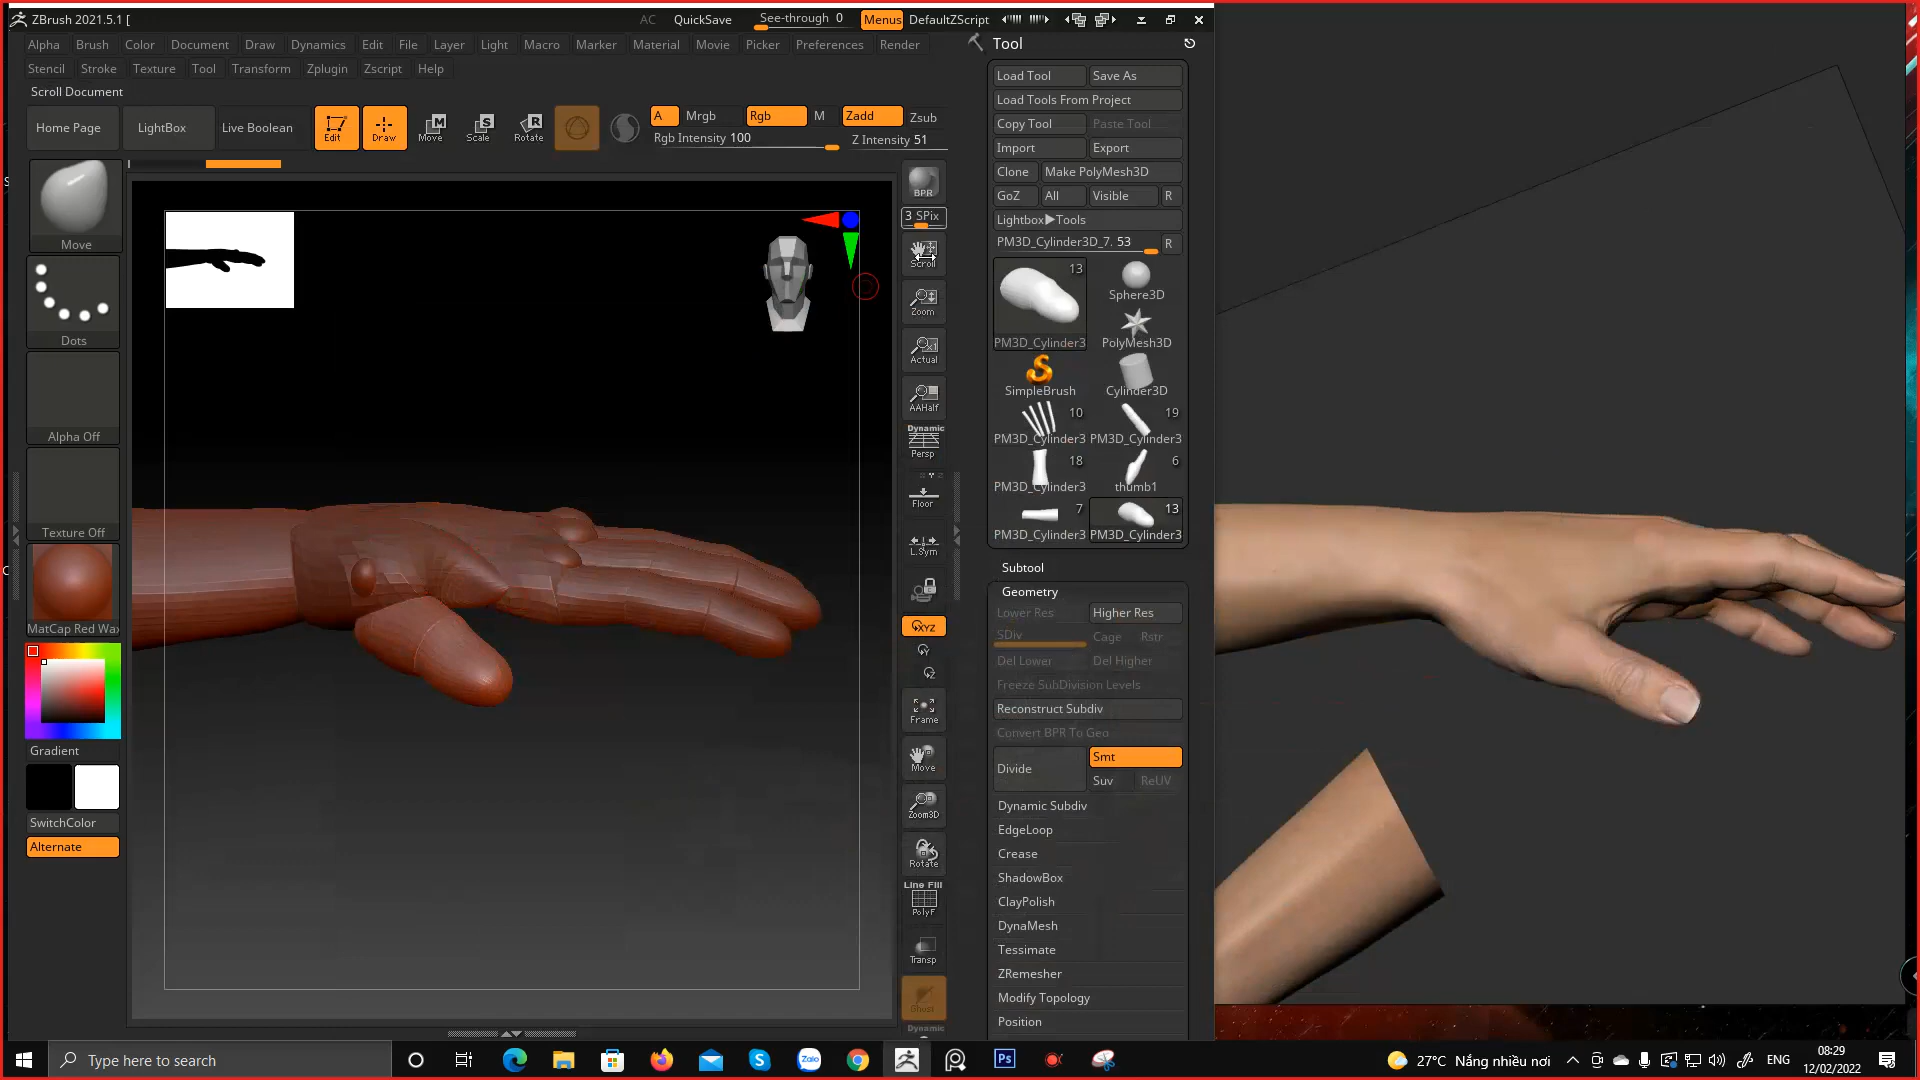 ZBrush 2021.5.1 [
AC QuickSave See-through 0 Menus DefaultZScript
Alpha Brush Color Document Draw Dynamics Edit File Layer Light Macro Marker Material Movie Picker Preferences Render
Stencil Stroke Texture Tool Transform Zplugin Zscript Help
Scroll Document
Home Page LightBox Live Boolean Edit Draw Move Scale Rotate
A Mrgb Rgb M Zadd Zsub
Rgb Intensity 100 Z Intensity 51
Move
Dots
Alpha Off
Texture Off
MatCap Red Wax
Gradient
SwitchColor
Alternate
BPR
3 SPix
Scroll
Zoom
Actual
AAHalf
Dynamic
Persp
Floor
L.Sym
XYZ
Y
Z
Frame
Move
Zoom3D
Rotate
Line Fill
PolyF
Transp
Ghost
Dynamic
Tool
Load Tool Save As
Load Tools From Project
Copy Tool Paste Tool
Import Export
Clone Make PolyMesh3D
GoZ All Visible R
Lightbox▶Tools
PM3D_Cylinder3D_7. 53 R
13
PM3D_Cylinder3
Sphere3D
PolyMesh3D
SimpleBrush Cylinder3D
10 19
PM3D_Cylinder3 PM3D_Cylinder3
18 6
PM3D_Cylinder3 thumb1
7 13
PM3D_Cylinder3 PM3D_Cylinder3
Subtool
Geometry
Lower Res Higher Res
SDiv Cage Rstr
Del Lower Del Higher
Freeze SubDivision Levels
Reconstruct Subdiv
Convert BPR To Geo
Divide Smt
Suv ReUV
Dynamic Subdiv
EdgeLoop
Crease
ShadowBox
ClayPolish
DynaMesh
Tessimate
ZRemesher
Modify Topology
Position
Type here to search
Zalo
Ps
27°C Nắng nhiều nơi
ENG
08:29
12/02/2022